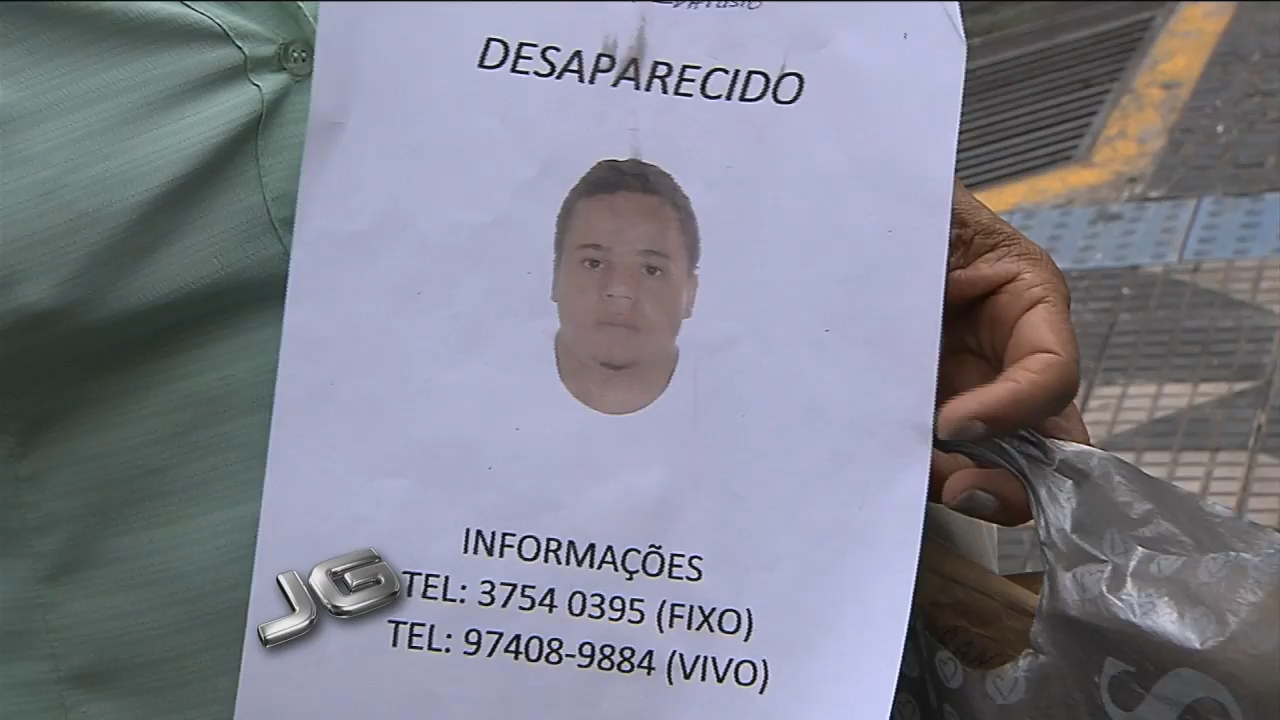 DESAPARECIDO
INFORMAÇÕES
TEL: 3754 0395 (FIXO)
TEL: 97408-9884 (VIVO)
JG